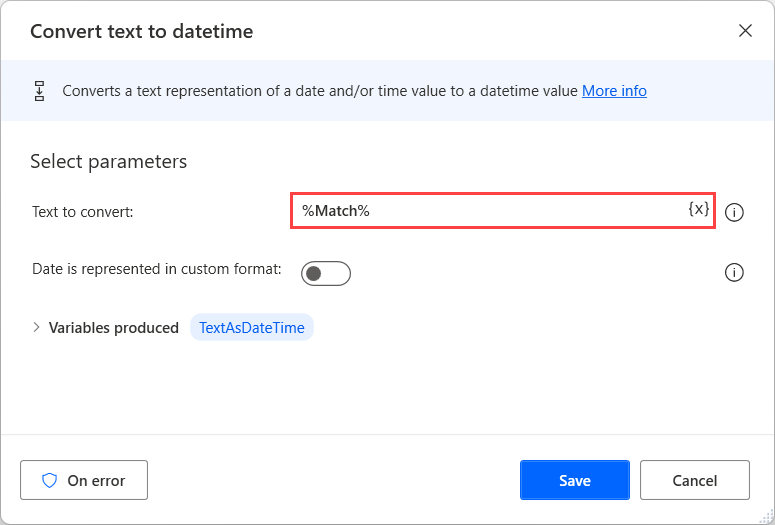 Convert text to datetime
Converts a text representation of a date and/or time value to a datetime value More info
Select parameters
Text to convert: %Match% {x}
Date is represented in custom format:
Variables produced TextAsDateTime
On error Save Cancel